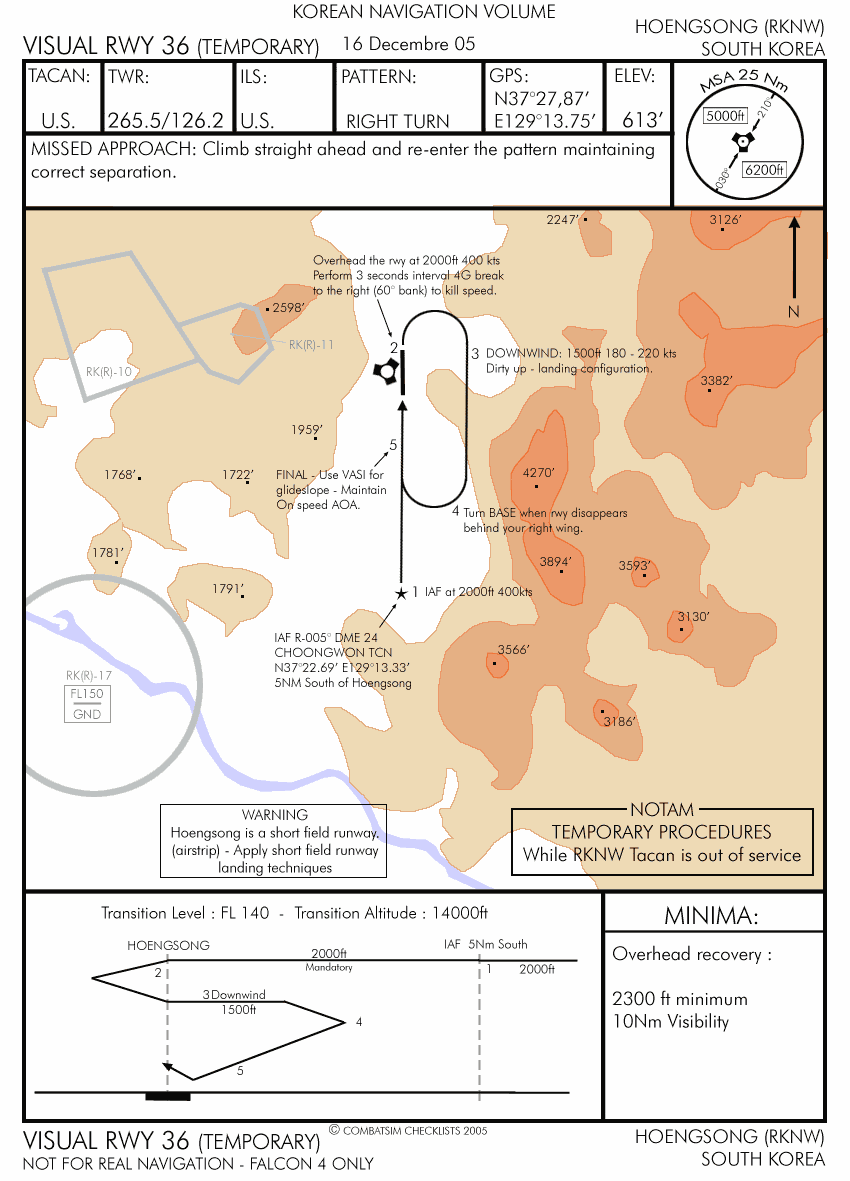 KOREAN NAVIGATION VOLUME
VISUAL RWY 36 (TEMPORARY)
16 Decembre 05
HOENGSONG (RKNW)
SOUTH KOREA
TACAN:
U.S.
TWR:
265.5/126.2
ILS:
U.S.
PATTERN:
RIGHT TURN
GPS:
N37°27,87’
E129°13.75’
ELEV:
613’
MISSED APPROACH: Climb straight ahead and re-enter the pattern maintaining
correct separation.
MSA 25 Nm
5000ft
210°
030°
6200ft
2247’
3126’
N
Overhead the rwy at 2000ft 400 kts
Perform 3 seconds interval 4G break
to the right (60° bank) to kill speed.
2598’
RK(R)-11
RK(R)-10
2
3 DOWNWIND: 1500ft 180 - 220 kts
Dirty up - landing configuration.
3382’
1959’
5
1768’
1722’
FINAL - Use VASI for
glideslope - Maintain
On speed AOA.
4270’
4 Turn BASE when rwy disappears
behind your right wing.
1781’
3894’
3593’
1791’
1 IAF at 2000ft 400kts
3130’
IAF R-005° DME 24
CHOONGWON TCN
N37°22.69’ E129°13.33’
5NM South of Hoengsong
3566’
RK(R)-17
FL150
GND
3186’
WARNING
Hoengsong is a short field runway.
(airstrip) - Apply short field runway
landing techniques
NOTAM
TEMPORARY PROCEDURES
While RKNW Tacan is out of service
Transition Level : FL 140 - Transition Altitude : 14000ft
HOENGSONG
2000ft
Mandatory
IAF 5Nm South
2
1
2000ft
3 Downwind
1500ft
4
5
MINIMA:
Overhead recovery :
2300 ft minimum
10Nm Visibility
VISUAL RWY 36 (TEMPORARY)
© COMBATSIM CHECKLISTS 2005
HOENGSONG (RKNW)
NOT FOR REAL NAVIGATION - FALCON 4 ONLY
SOUTH KOREA